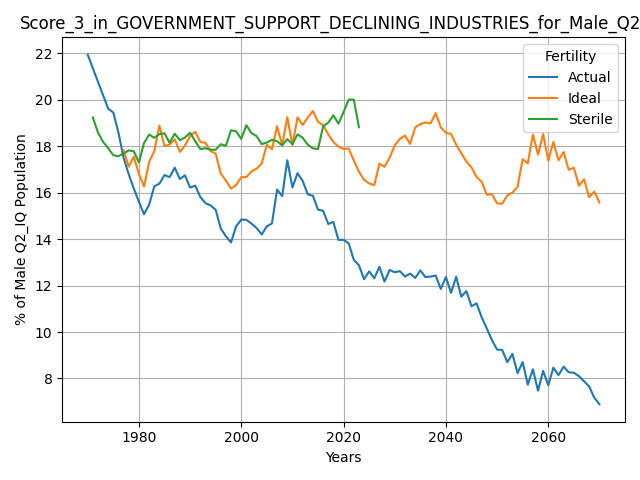 Score_3_in_GOVERNMENT_SUPPORT_DECLINING_INDUSTRIES_for_Male_Q2
Fertility
Actual
Ideal
Sterile
% of Male Q2_IQ Population
22
20
18
16
14
12
10
8
1980 2000 2020 2040 2060
Years